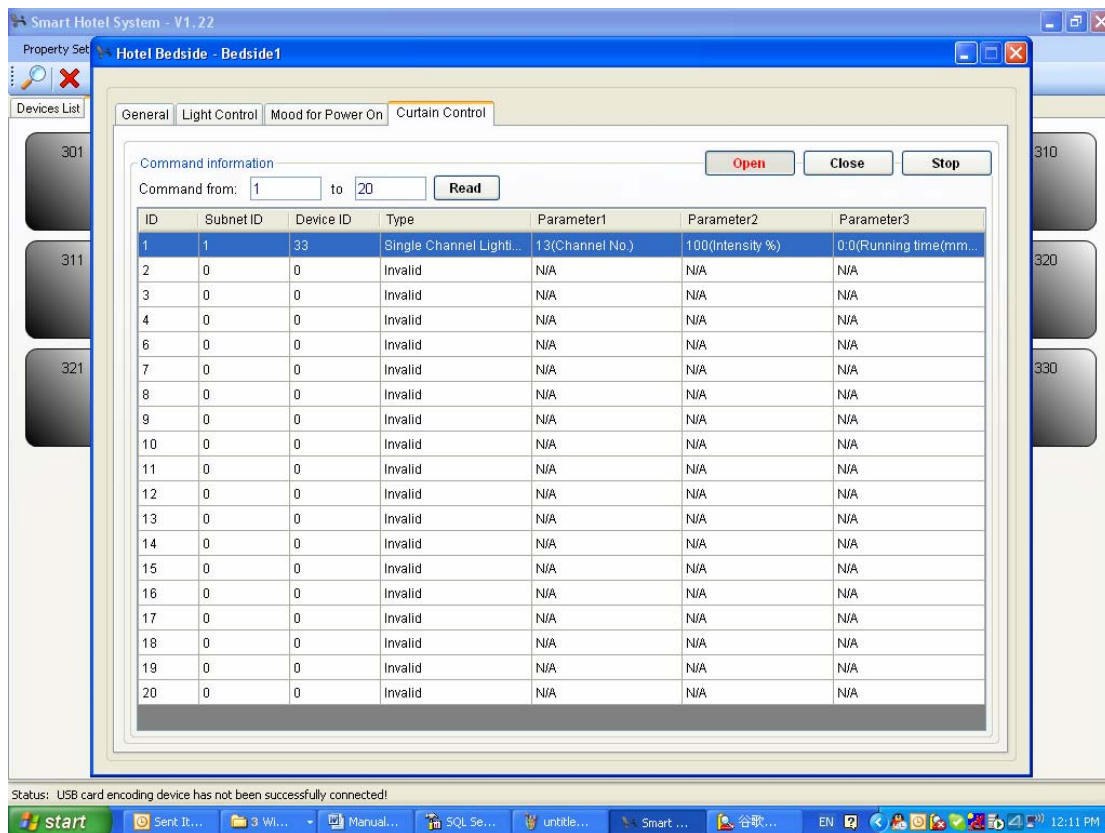 Smart Hotel System - V1.22
Property Set
Hotel Bedside - Bedside1
Devices List
General Light Control Mood for Power On Curtain Control
301
310
311
320
321
330
Command information
Open Close Stop
Command from: 1 to 20 Read
ID Subnet ID Device ID Type Parameter1 Parameter2 Parameter3
1 1 33 Single Channel Lighti... 13(Channel No.) 100(Intensity %) 0:0(Running time(mm...
2 0 0 Invalid N/A N/A N/A
3 0 0 Invalid N/A N/A N/A
4 0 0 Invalid N/A N/A N/A
6 0 0 Invalid N/A N/A N/A
7 0 0 Invalid N/A N/A N/A
8 0 0 Invalid N/A N/A N/A
9 0 0 Invalid N/A N/A N/A
10 0 0 Invalid N/A N/A N/A
11 0 0 Invalid N/A N/A N/A
12 0 0 Invalid N/A N/A N/A
13 0 0 Invalid N/A N/A N/A
14 0 0 Invalid N/A N/A N/A
15 0 0 Invalid N/A N/A N/A
16 0 0 Invalid N/A N/A N/A
17 0 0 Invalid N/A N/A N/A
18 0 0 Invalid N/A N/A N/A
19 0 0 Invalid N/A N/A N/A
20 0 0 Invalid N/A N/A N/A
Status: USB card encoding device has not been successfully connected!
start Sent It... 3 Wi... Manual... SQL Se... untitle... Smart ... 谷歌... EN 12:11 PM